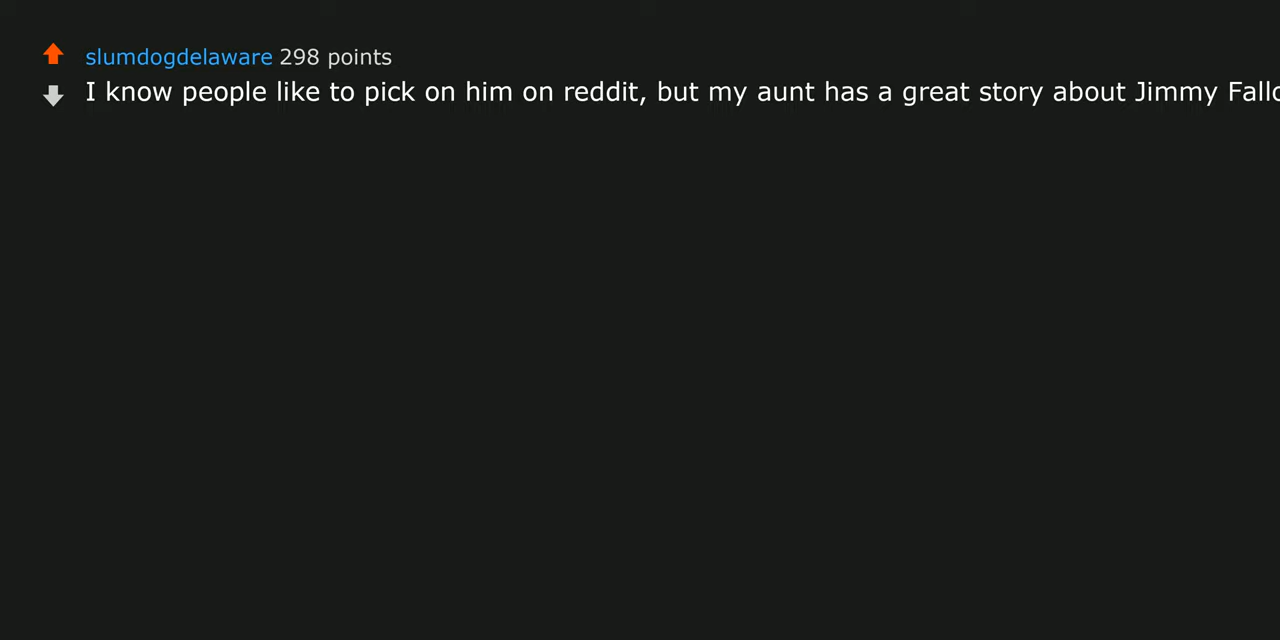 slumdogdelaware 298 points
I know people like to pick on him on reddit, but my aunt has a great story about Jimmy